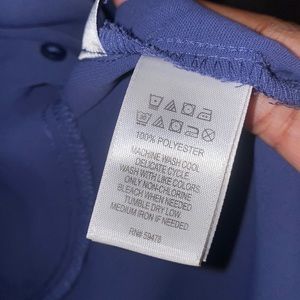 100% POLYESTER
MACHINE WASH COOL
DELICATE CYCLE.
WASH WITH LIKE COLORS.
ONLY NON-CHLORINE
BLEACH WHEN NEEDED
TUMBLE DRY LOW.
MEDIUM IRON IF NEEDED
RN# 59478